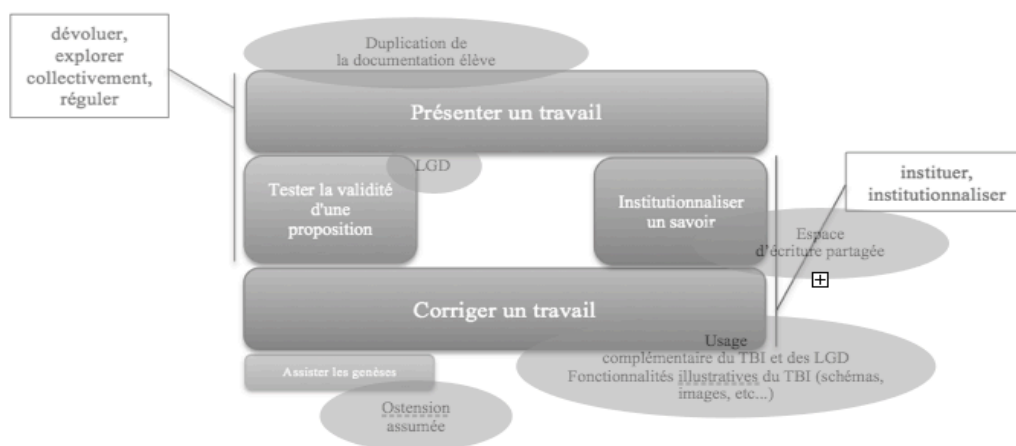 dévoluer,
explorer
collectivement,
réguler
Duplication de
la documentation élève
Présenter un travail
LGD
Tester la validité
d'une
proposition
Institutionnaliser
un savoir
instituer,
institutionnaliser
Espace
d'écriture partagée
Corriger un travail
Usage
complémentaire du TBI et des LGD
Fonctionnalités illustratives du TBI (schémas,
images, etc...)
Assister les genèses
Ostension
assumée